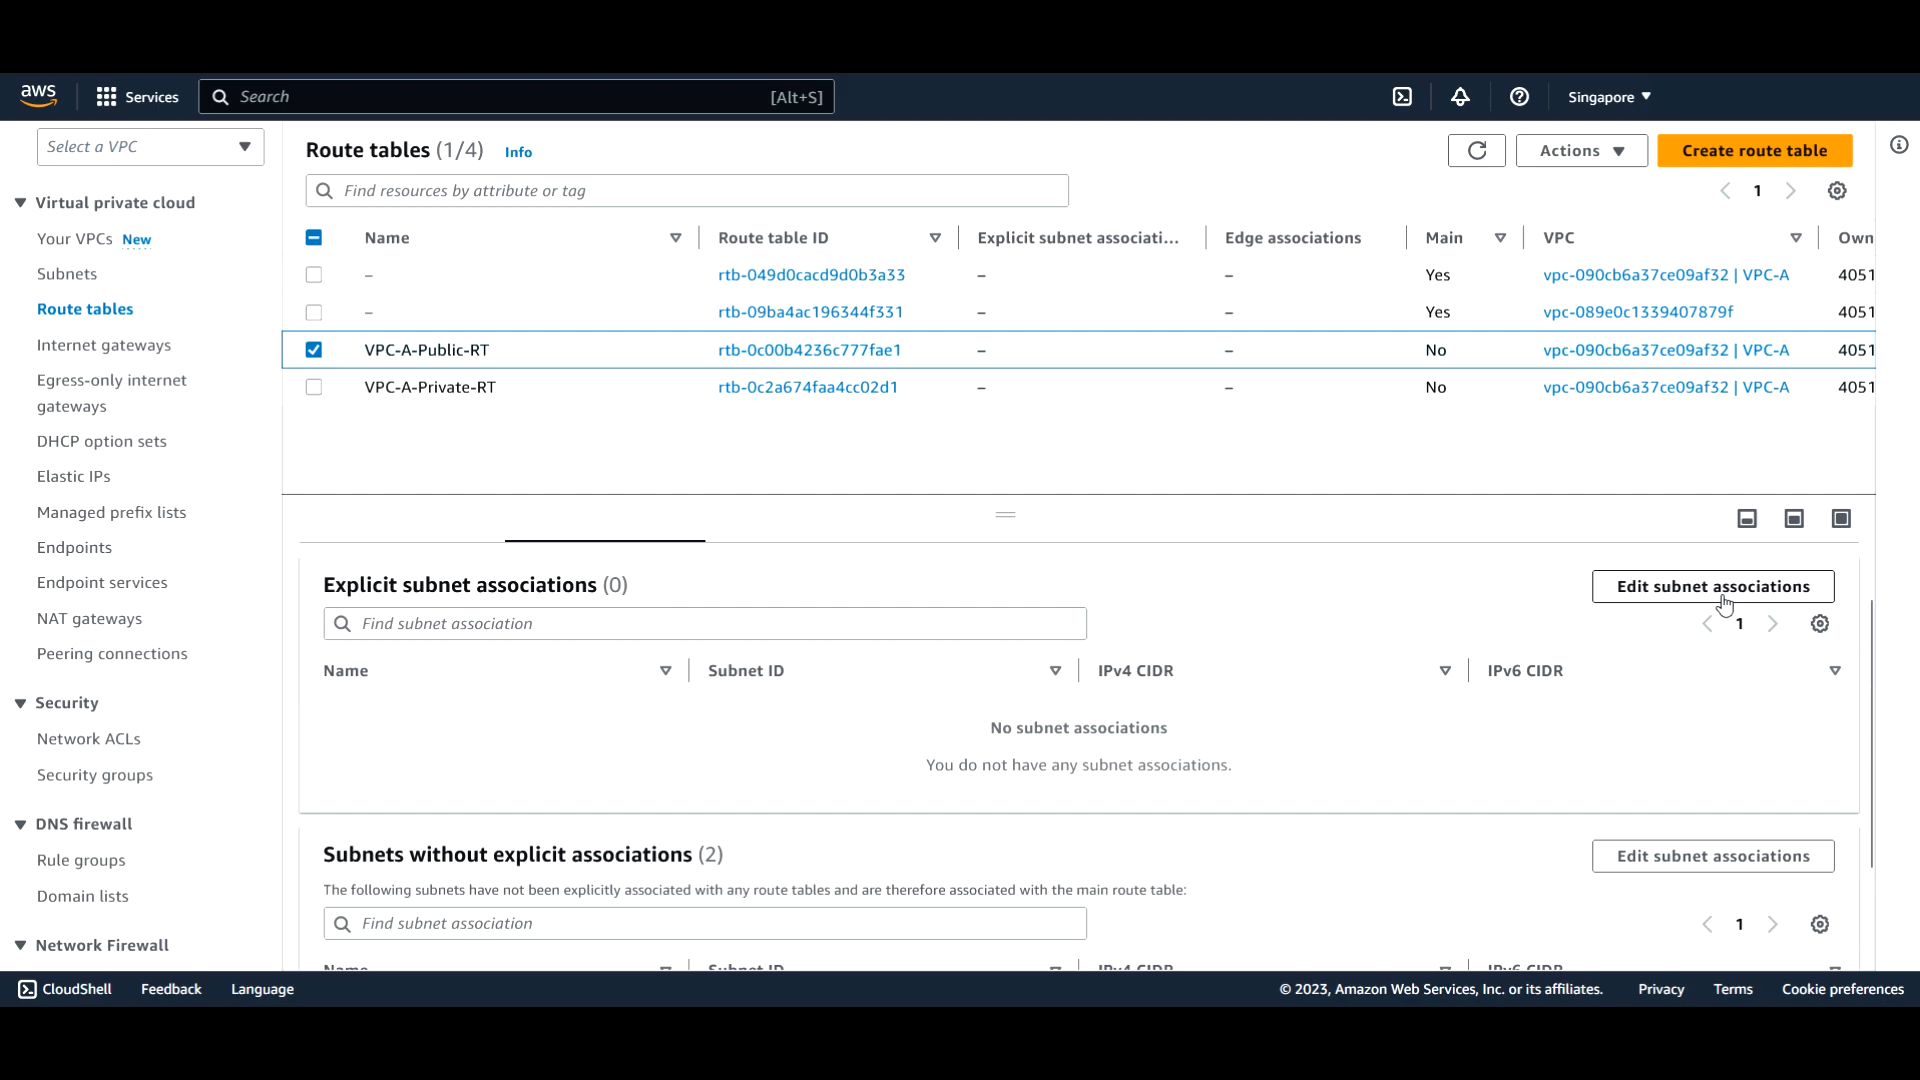 aws
Services
Search
[Alt+S]
Singapore
Select a VPC
Virtual private cloud
Your VPCs New
Subnets
Route tables
Internet gateways
Egress-only internet
gateways
DHCP option sets
Elastic IPs
Managed prefix lists
Endpoints
Endpoint services
NAT gateways
Peering connections
Security
Network ACLs
Security groups
DNS firewall
Rule groups
Domain lists
Network Firewall
Route tables (1/4) Info
Actions
Create route table
Find resources by attribute or tag
1
Name Route table ID Explicit subnet associati... Edge associations Main VPC Own
– rtb-049d0cacd9d0b3a33 – – Yes vpc-090cb6a37ce09af32 | VPC-A 4051
– rtb-09ba4ac196344f331 – – Yes vpc-089e0c1339407879f 4051
VPC-A-Public-RT rtb-0c00b4236c777fae1 – – No vpc-090cb6a37ce09af32 | VPC-A 4051
VPC-A-Private-RT rtb-0c2a674faa4cc02d1 – – No vpc-090cb6a37ce09af32 | VPC-A 4051
Explicit subnet associations (0)
Edit subnet associations
Find subnet association
1
Name Subnet ID IPv4 CIDR IPv6 CIDR
No subnet associations
You do not have any subnet associations.
Subnets without explicit associations (2)
Edit subnet associations
The following subnets have not been explicitly associated with any route tables and are therefore associated with the main route table:
Find subnet association
1
Name Subnet ID IPv4 CIDR IPv6 CIDR
CloudShell Feedback Language
© 2023, Amazon Web Services, Inc. or its affiliates. Privacy Terms Cookie preferences